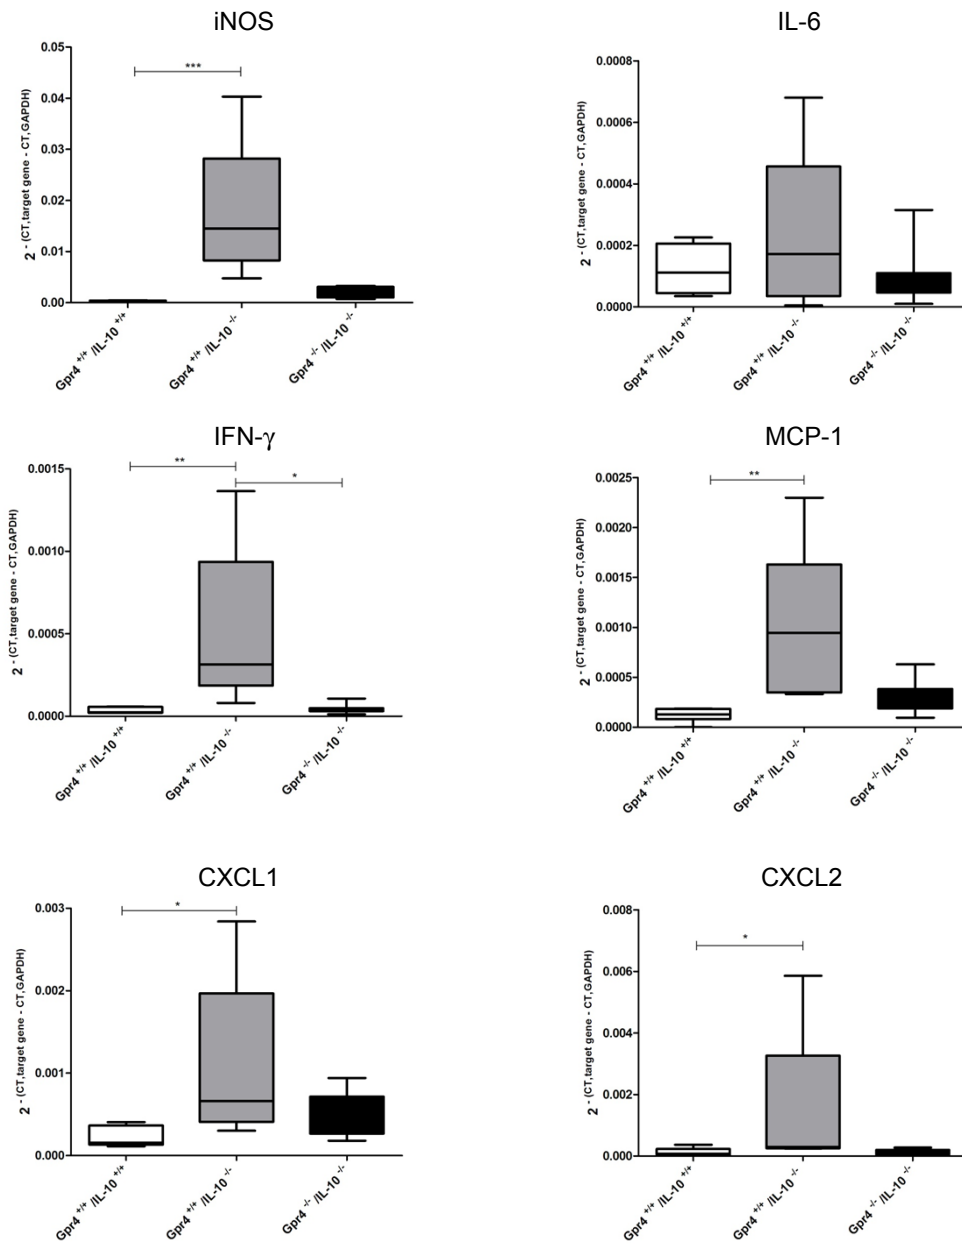 iNOS
2 - (CT,target gene - CT,GAPDH)
0.05
0.04
0.03
0.02
0.01
0.00
***
Gpr4 +/+ /IL-10 +/+
Gpr4 +/+ /IL-10 -/-
Gpr4 -/- /IL-10 -/-
IL-6
2 - (CT,target gene - CT,GAPDH)
0.0008
0.0006
0.0004
0.0002
0.0000
Gpr4 +/+ /IL-10 +/+
Gpr4 +/+ /IL-10 -/-
Gpr4 -/- /IL-10 -/-
IFN-γ
2 - (CT,target gene - CT,GAPDH)
0.0015
0.0010
0.0005
0.0000
**
*
Gpr4 +/+ /IL-10 +/+
Gpr4 +/+ /IL-10 -/-
Gpr4 -/- /IL-10 -/-
MCP-1
2 - (CT,target gene - CT,GAPDH)
0.0025
0.0020
0.0015
0.0010
0.0005
0.0000
**
Gpr4 +/+ /IL-10 +/+
Gpr4 +/+ /IL-10 -/-
Gpr4 -/- /IL-10 -/-
CXCL1
2 - (CT,target gene - CT,GAPDH)
0.003
0.002
0.001
0.000
*
Gpr4 +/+ /IL-10 +/+
Gpr4 +/+ /IL-10 -/-
Gpr4 -/- /IL-10 -/-
CXCL2
2 - (CT,target gene - CT,GAPDH)
0.008
0.006
0.004
0.002
0.000
*
Gpr4 +/+ /IL-10 +/+
Gpr4 +/+ /IL-10 -/-
Gpr4 -/- /IL-10 -/-